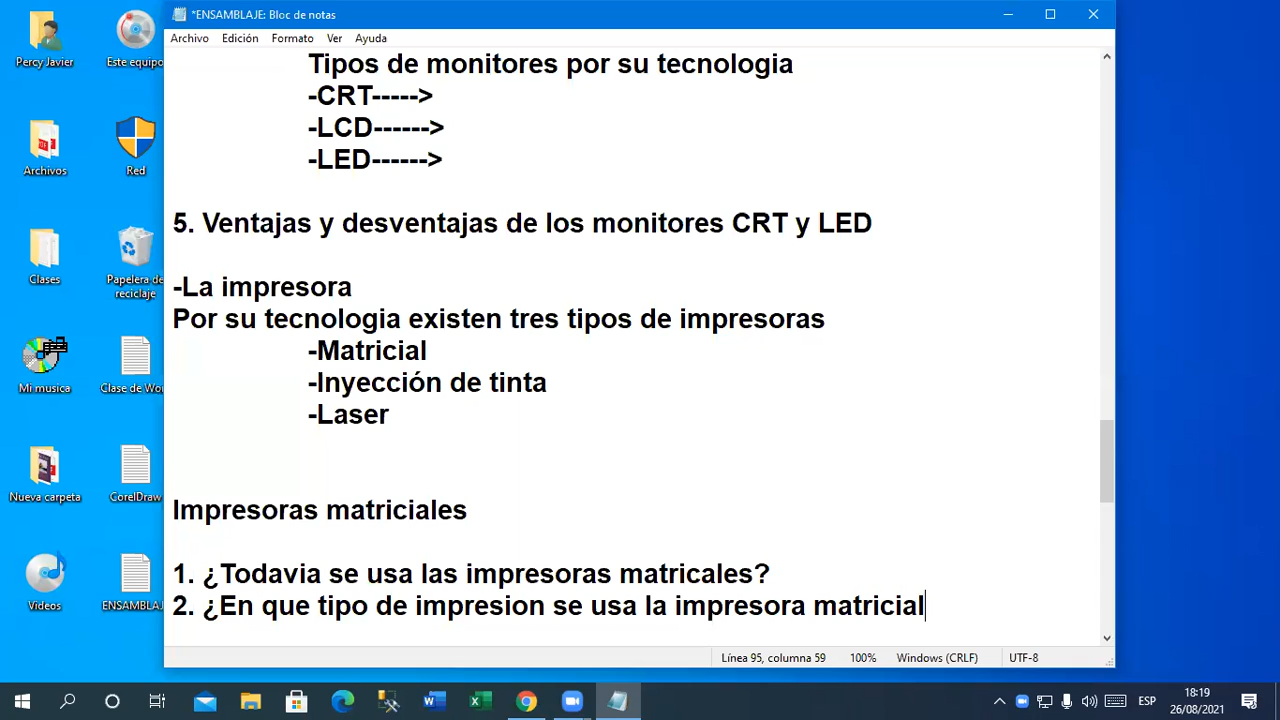 *ENSAMBLAJE: Bloc de notas
Archivo Edición Formato Ver Ayuda
Tipos de monitores por su tecnologia
-CRT----->
-LCD------>
-LED------>
5. Ventajas y desventajas de los monitores CRT y LED
-La impresora
Por su tecnologia existen tres tipos de impresoras
-Matricial
-Inyección de tinta
-Laser
Impresoras matriciales
1. ¿Todavia se usa las impresoras matricales?
2. ¿En que tipo de impresion se usa la impresora matricial
Línea 95, columna 59 100% Windows (CRLF) UTF-8
Percy Javier
Este equipo
Archivos
Red
Clases
Papelera de
reciclaje
Mi musica
Clase de Wor
Nueva carpeta
CorelDraw
Videos
ENSAMBLAJ
ESP
18:19
26/08/2021